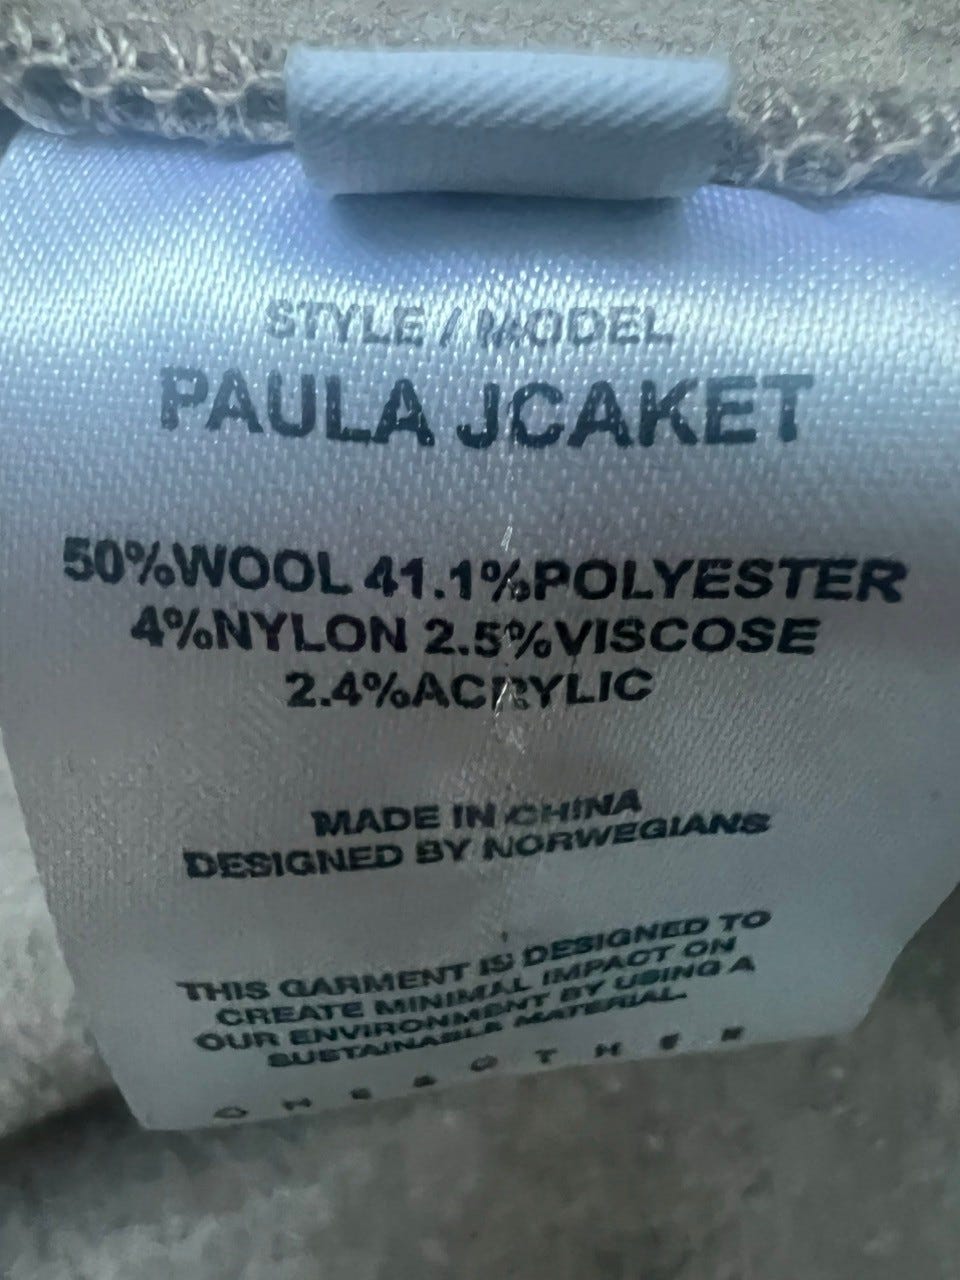 STYLE / MODEL
PAULA JCAKET
50%WOOL 41.1%POLYESTER
4%NYLON 2.5%VISCOSE
2.4%ACRYLIC
MADE IN CHINA
DESIGNED BY NORWEGIANS
THIS GARMENT IS DESIGNED TO
CREATE MINIMAL IMPACT ON
OUR ENVIRONMENT BY USING A
SUSTAINABLE MATERIAL.
ONE&OTHER